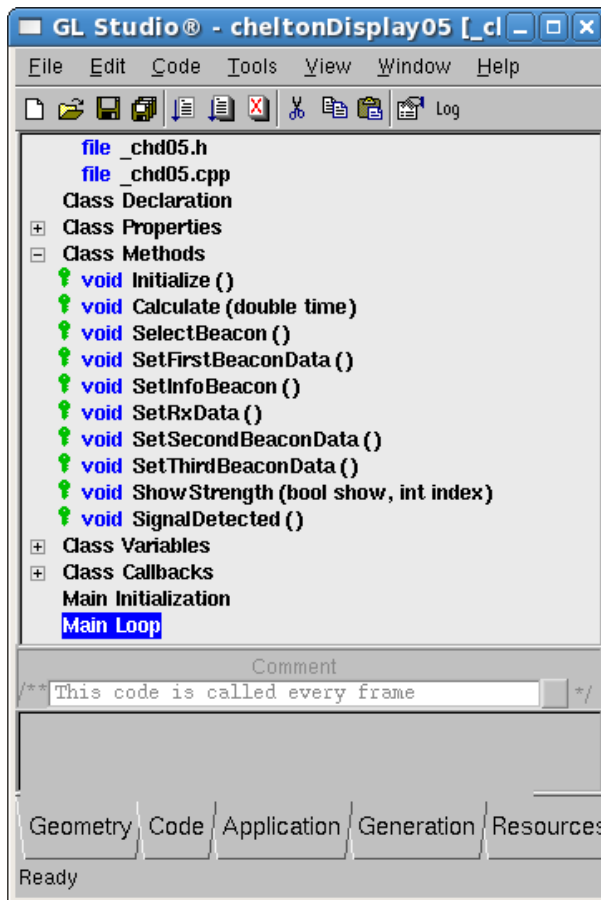 GL Studio® - cheltonDisplay05 [_cl
File Edit Code Tools View Window Help
Log
file _chd05.h
file _chd05.cpp
Class Declaration
Class Properties
Class Methods
void Initialize ()
void Calculate (double time)
void SelectBeacon ()
void SetFirstBeaconData ()
void SetInfoBeacon ()
void SetRxData ()
void SetSecondBeaconData ()
void SetThirdBeaconData ()
void ShowStrength (bool show, int index)
void SignalDetected ()
Class Variables
Class Callbacks
Main Initialization
Main Loop
Comment
/** This code is called every frame */
Geometry Code Application Generation Resources
Ready